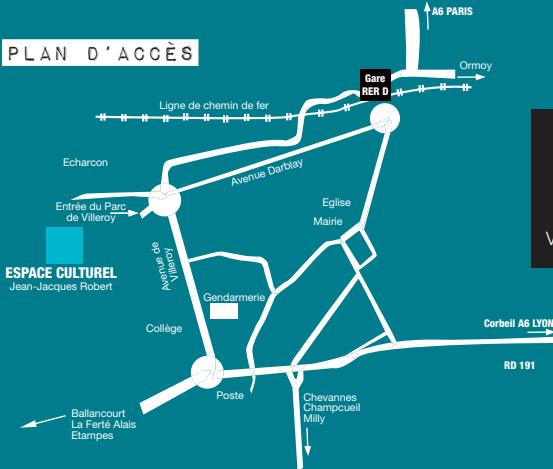 PLAN D'ACCÈS
A6 PARIS
Ormoy
Gare
RER D
Ligne de chemin de fer
Echarcon
Avenue Darblay
Entrée du Parc
de Villeroy
Eglise
Mairie
Avenue de
Villeroy
ESPACE CULTUREL
Jean-Jacques Robert
Gendarmerie
Collège
Corbeil A6 LYON
RD 191
Poste
Chevannes
Champcueil
Milly
Ballancourt
La Ferté Alais
Etampes
V